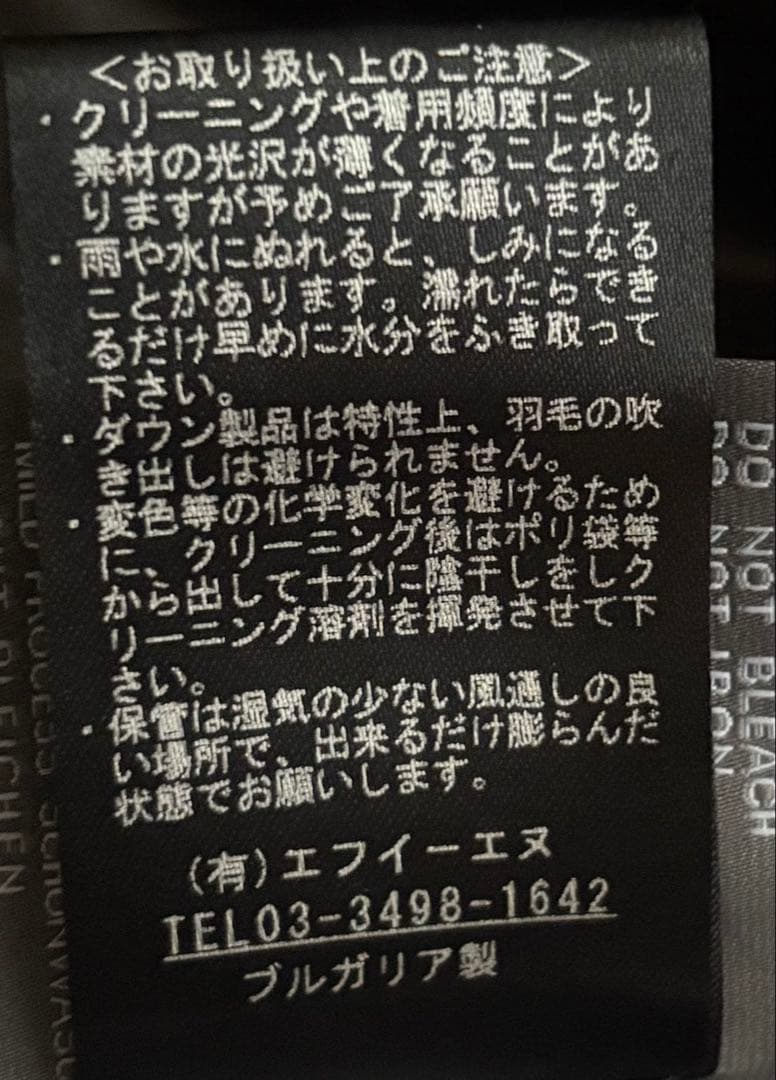 <お取り扱い上のご注意>
・クリーニングや着用頻度により
素材の光沢が薄くなることがあ
りますが予めご了承願います。
・雨や水にぬれると、しみになる
ことがあります。濡れたらでき
るだけ早めに水分をふき取って
下さい。
・ダウン製品は特性上、羽毛の吹
き出しは避けられません。
・変色等の化学変化を避けるため
に、クリーニング後はポリ袋等
から出して十分に陰干しをしク
リーニング溶剤を揮発させて下
さい。
・保管は湿気の少ない風通しの良
い場所で、出来るだけ膨らんだ
状態でお願いします。
(有)エフイーエヌ
TEL03-3498-1642
ブルガリア製
DO NOT BLEACH
DO NOT IRON
MILD PROCESS